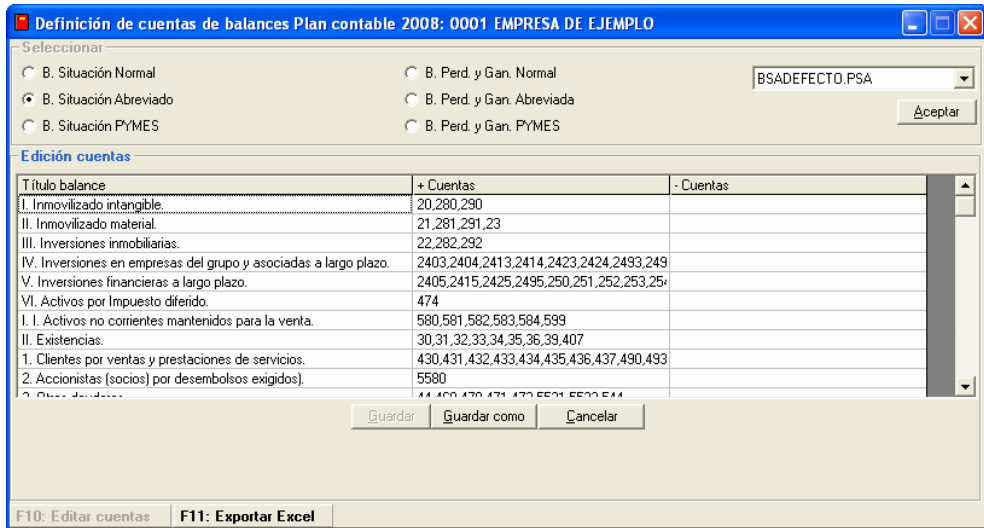 Definición de cuentas de balances Plan contable 2008: 0001 EMPRESA DE EJEMPLO
Seleccionar
B. Situación Normal B. Perd. y Gan. Normal BSADEFECTO.PSA
B. Situación Abreviado B. Perd. y Gan. Abreviada
Aceptar
B. Situación PYMES B. Perd. y Gan. PYMES
Edición cuentas
Título balance + Cuentas - Cuentas
I. Inmovilizado intangible. 20,280,290
II. Inmovilizado material. 21,281,291,23
III. Inversiones inmobiliarias. 22,282,292
IV. Inversiones en empresas del grupo y asociadas a largo plazo. 2403,2404,2413,2414,2423,2424,2493,249
V. Inversiones financieras a largo plazo. 2405,2415,2425,2495,250,251,252,253,254
VI. Activos por Impuesto diferido. 474
I. I. Activos no corrientes mantenidos para la venta. 580,581,582,583,584,599
II. Existencias. 30,31,32,33,34,35,36,39,407
1. Clientes por ventas y prestaciones de servicios. 430,431,432,433,434,435,436,437,490,493
2. Accionistas (socios) por desembolsos exigidos). 5580
3. Otros deudores
Guardar Guardar como Cancelar
F10: Editar cuentas F11: Exportar Excel